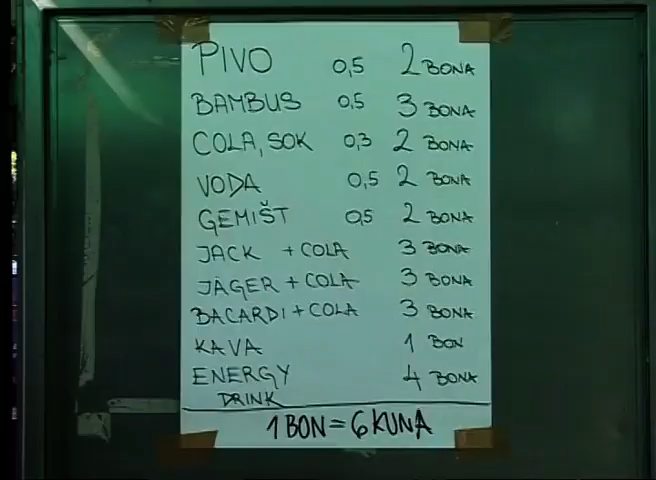 PIVO 0,5 2 BONA
BAMBUS 0,5 3 BONA
COLA, SOK 0,3 2 BONA
VODA 0,5 2 BONA
GEMIŠT 0,5 2 BONA
JACK + COLA 3 BONA
JÄGER + COLA 3 BONA
BACARDI + COLA 3 BONA
KAVA 1 BON
ENERGY 4 BONA
DRINK
1 BON = 6 KUNA